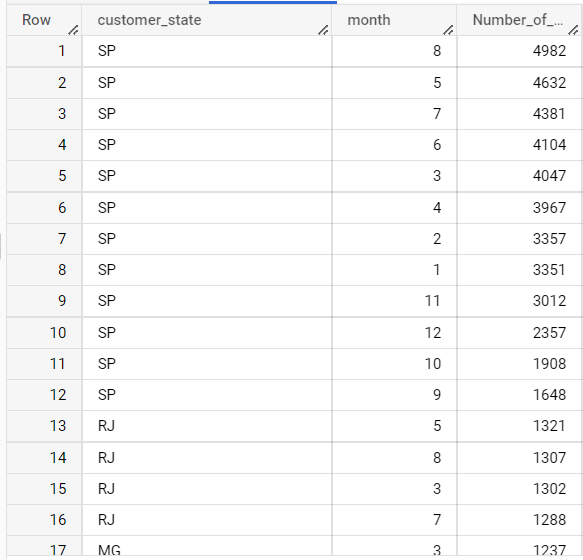 Row customer_state month Number_of_...
1 SP 8 4982
2 SP 5 4632
3 SP 7 4381
4 SP 6 4104
5 SP 3 4047
6 SP 4 3967
7 SP 2 3357
8 SP 1 3351
9 SP 11 3012
10 SP 12 2357
11 SP 10 1908
12 SP 9 1648
13 RJ 5 1321
14 RJ 8 1307
15 RJ 3 1302
16 RJ 7 1288
17 MG 3 1237